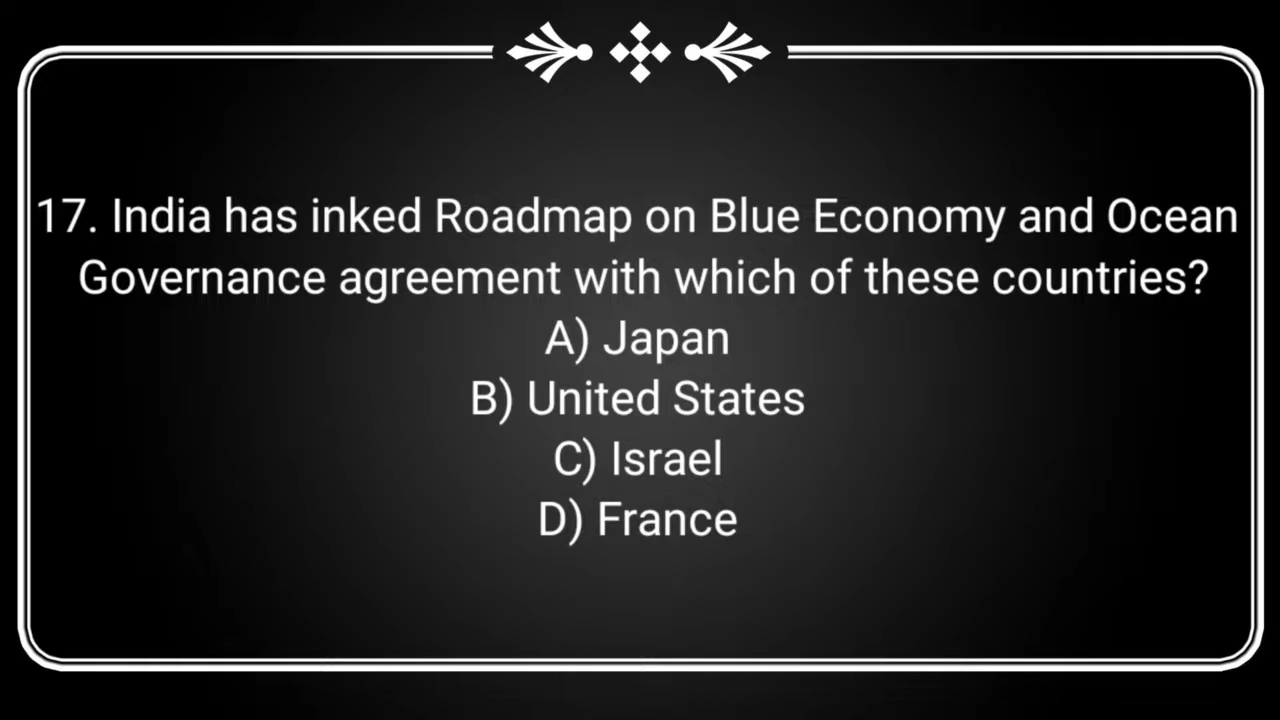 17. India has inked Roadmap on Blue Economy and Ocean
Governance agreement with which of these countries?
A) Japan
B) United States
C) Israel
D) France